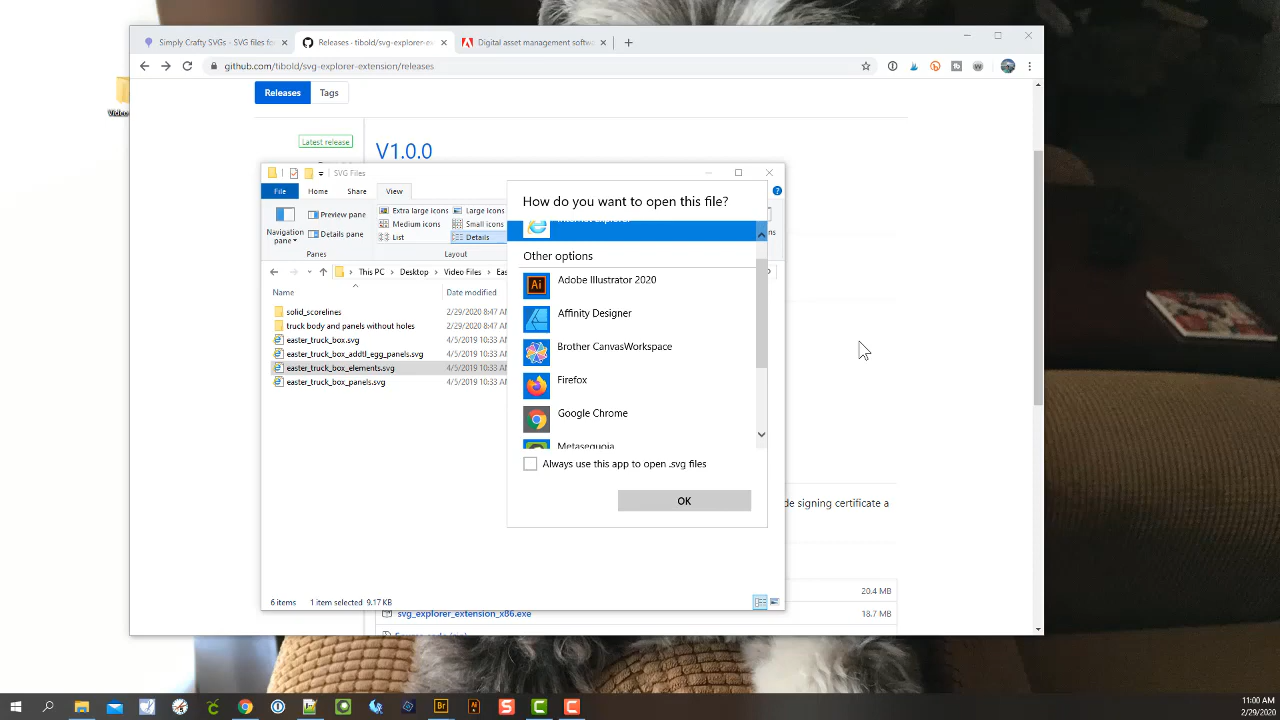 Simply Crafty SVGs - SVG files fo
Releases · tibold/svg-explorer-ex
Digital asset management softw
github.com/tibold/svg-explorer-extension/releases
Video
Releases
Tags
Latest release
V1.0.0
SVG Files
File
Home
Share
View
Navigation
pane
Preview pane
Details pane
Panes
Extra large icons
Large icons
Medium icons
Small icons
List
Details
Layout
This PC
Desktop
Video Files
Eas
Name
Date modified
solid_scorelines
2/29/2020 8:47 AM
truck body and panels without holes
2/29/2020 8:47 AM
easter_truck_box.svg
4/5/2019 10:33 AM
easter_truck_box_addtl_egg_panels.svg
4/5/2019 10:33 AM
easter_truck_box_elements.svg
4/5/2019 10:33 AM
easter_truck_box_panels.svg
4/5/2019 10:33 AM
How do you want to open this file?
Internet Explorer
Other options
Adobe Illustrator 2020
Affinity Designer
Brother CanvasWorkspace
Firefox
Google Chrome
Metasequoia
Always use this app to open .svg files
OK
de signing certificate a
20.4 MB
6 items
1 item selected 9.17 KB
svg_explorer_extension_x86.exe
18.7 MB
11:00 AM
2/29/2020